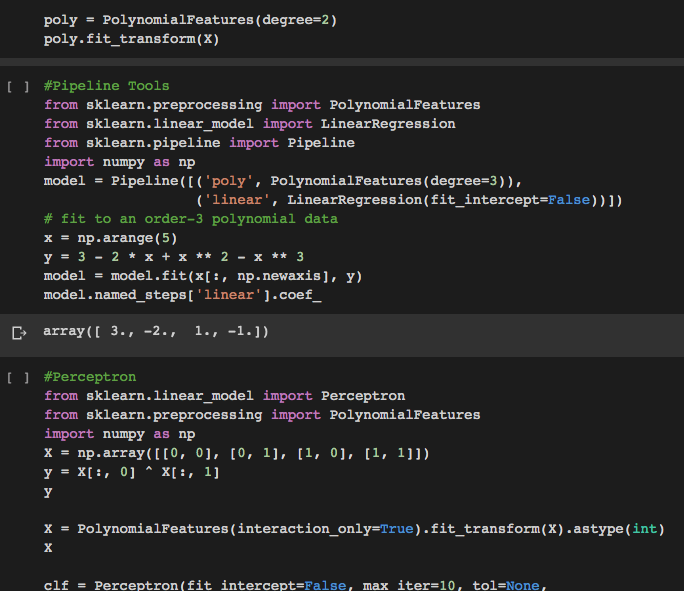 poly = PolynomialFeatures(degree=2)
poly.fit_transform(X)
[ ] #Pipeline Tools
from sklearn.preprocessing import PolynomialFeatures
from sklearn.linear_model import LinearRegression
from sklearn.pipeline import Pipeline
import numpy as np
model = Pipeline([('poly', PolynomialFeatures(degree=3)),
('linear', LinearRegression(fit_intercept=False))])
# fit to an order-3 polynomial data
x = np.arange(5)
y = 3 - 2 * x + x ** 2 - x ** 3
model = model.fit(x[:, np.newaxis], y)
model.named_steps['linear'].coef_
array([ 3., -2.,  1., -1.])
[ ] #Perceptron
from sklearn.linear_model import Perceptron
from sklearn.preprocessing import PolynomialFeatures
import numpy as np
X = np.array([[0, 0], [0, 1], [1, 0], [1, 1]])
y = X[:, 0] ^ X[:, 1]
y
X = PolynomialFeatures(interaction_only=True).fit_transform(X).astype(int)
X
clf = Perceptron(fit_intercept=False, max_iter=10, tol=None,